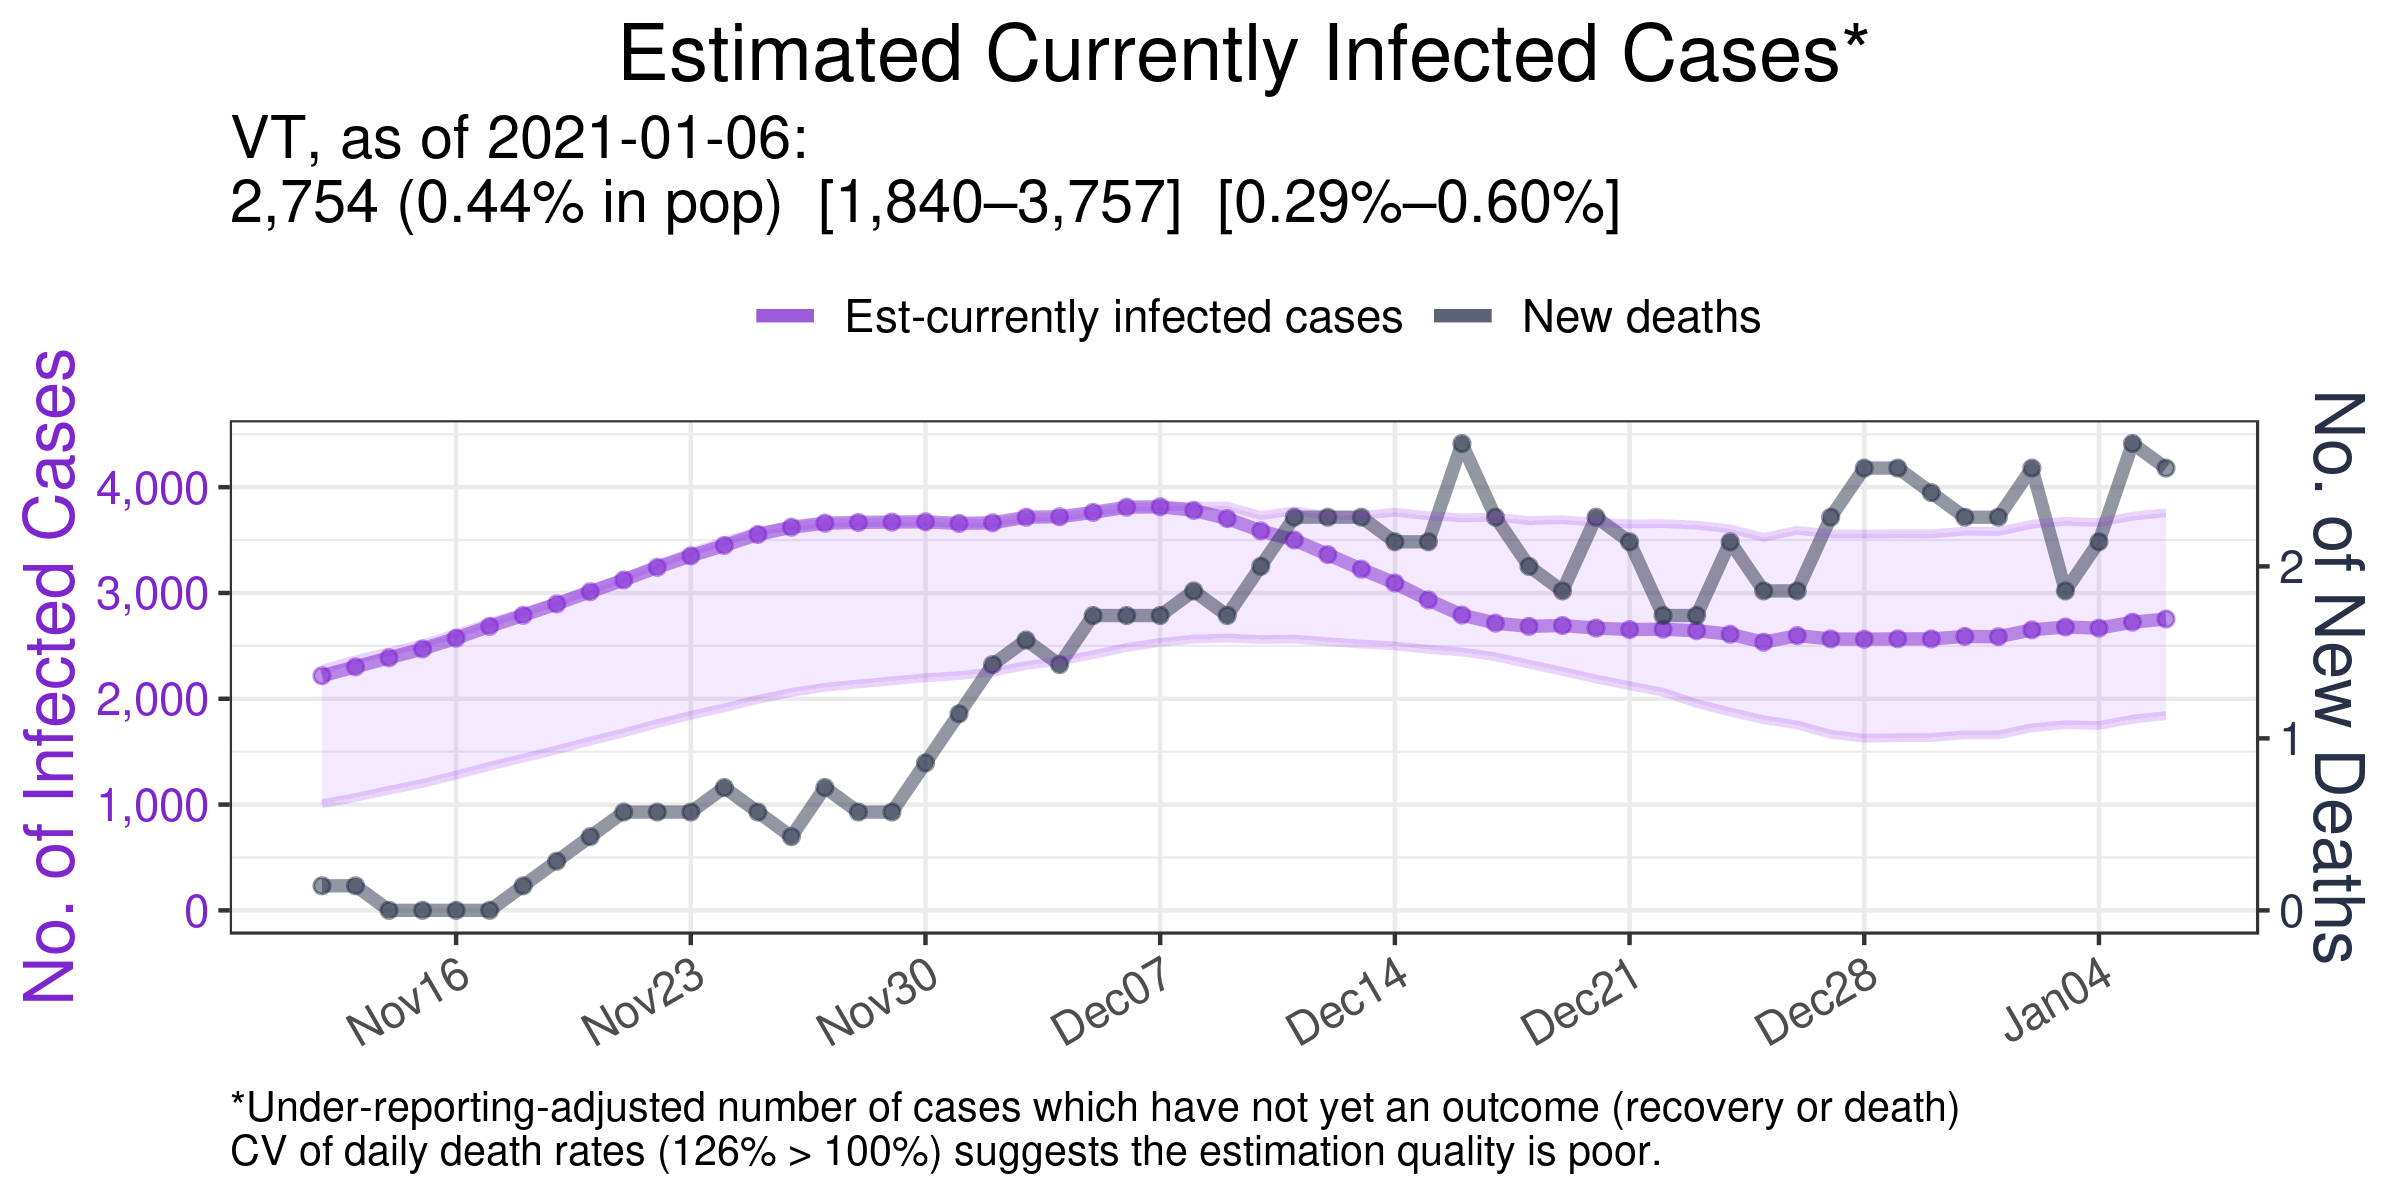 Estimated Currently Infected Cases*
VT, as of 2021-01-06:
2,754 (0.44% in pop) [1,840–3,757] [0.29%–0.60%]
Est-currently infected cases New deaths
No. of Infected Cases
4,000
3,000
2,000
1,000
0
2
1
0
No. of New Deaths
Nov16 Nov23 Nov30 Dec07 Dec14 Dec21 Dec28 Jan04
*Under-reporting-adjusted number of cases which have not yet an outcome (recovery or death)
CV of daily death rates (126% > 100%) suggests the estimation quality is poor.